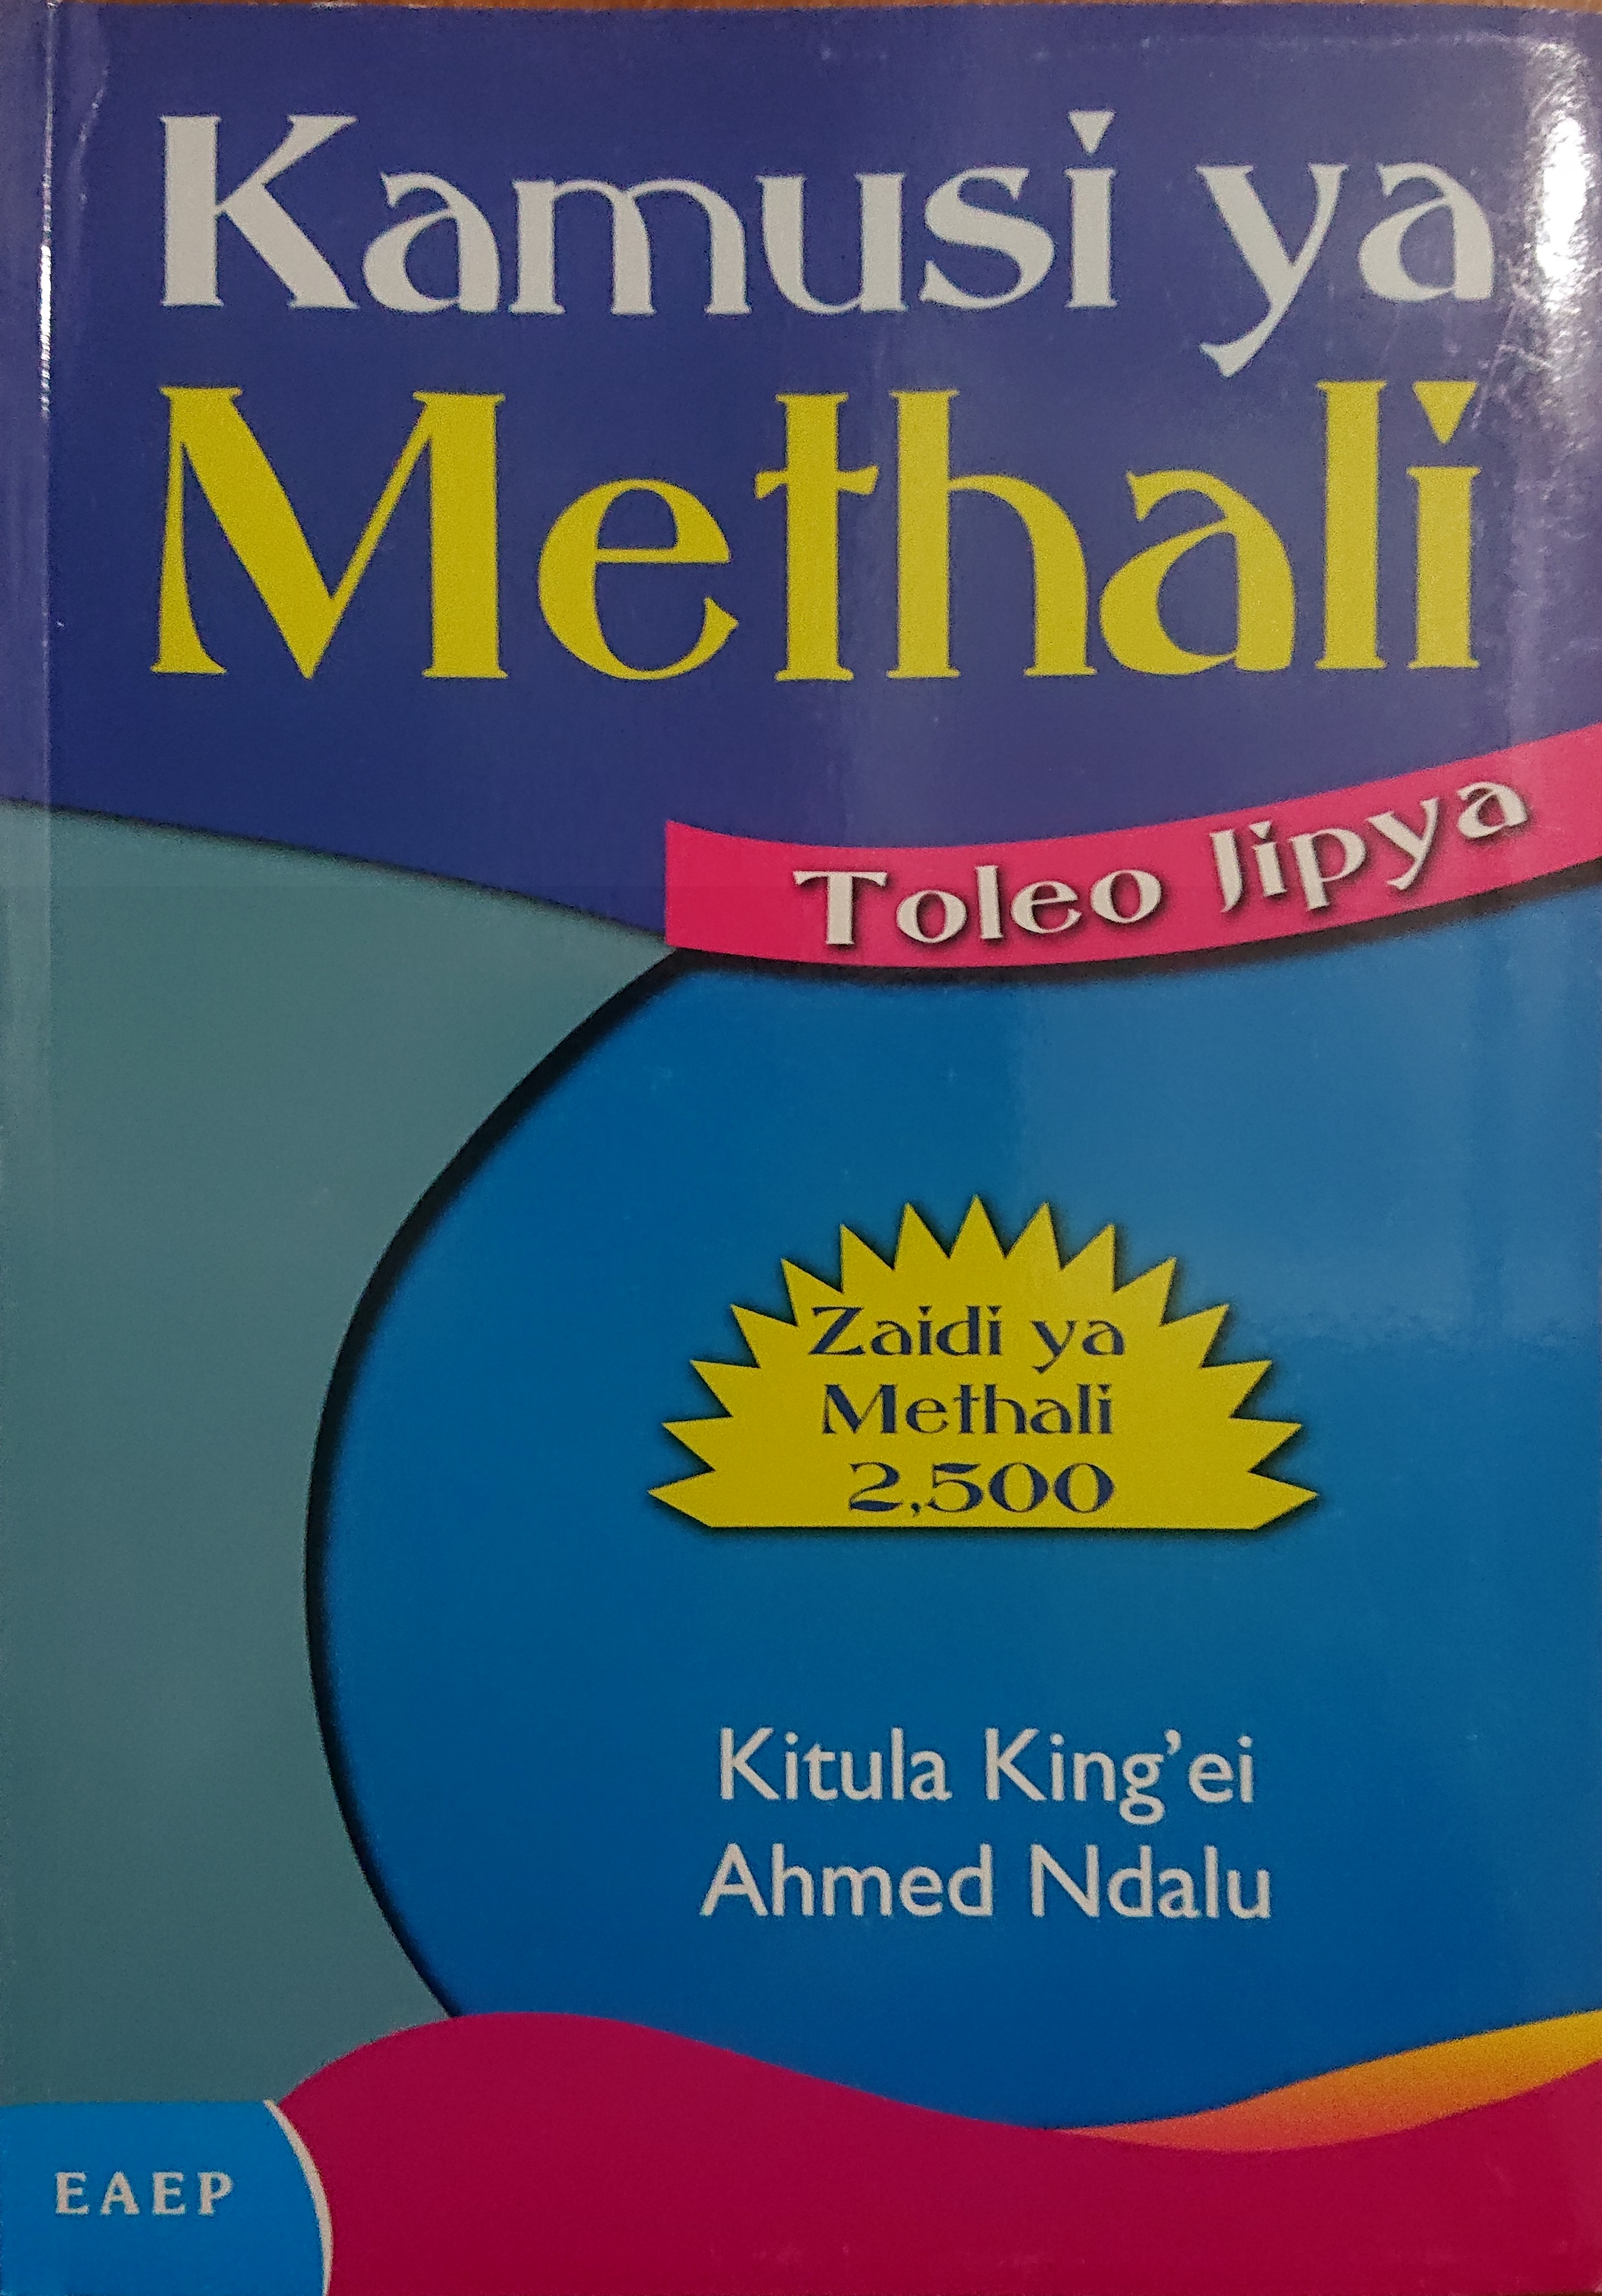 Kamusi ya
Methali
Toleo Jipya
Zaidi ya
Methali
2,500
Kitula King'ei
Ahmed Ndalu
EAEP